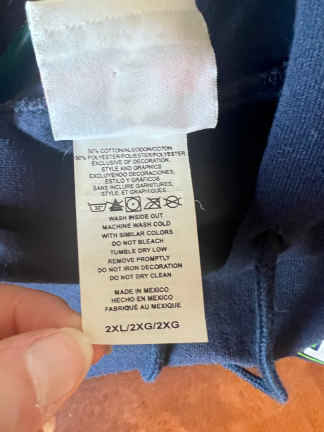 50% COTTON/ALGODON/COTON
50% POLYESTER/POLIESTER/POLYESTER
EXCLUSIVE OF DECORATION,
STYLE AND GRAPHICS
EXCLUYENDO DECORACIONES,
ESTILO Y GRÁFICOS
SANS INCLURE GARNITURES,
STYLE, ET GRAPHIQUES.
WASH INSIDE OUT
MACHINE WASH COLD
WITH SIMILAR COLORS
DO NOT BLEACH
TUMBLE DRY LOW
REMOVE PROMPTLY
DO NOT IRON DECORATION
DO NOT DRY CLEAN
MADE IN MEXICO
HECHO EN MEXICO
FABRIQUÉ AU MEXIQUE
2XL/2XG/2XG